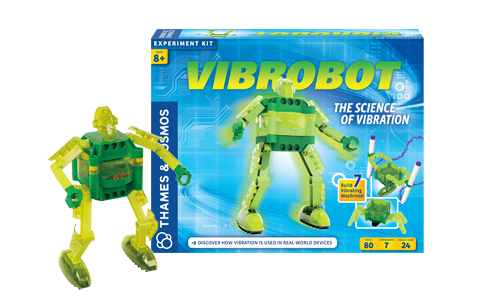 EXPERIMENT KIT
8+
VIBROBOT
THE SCIENCE
OF VIBRATION
THAMES & KOSMOS
Build 7
Vibrating
Machines!
→ DISCOVER HOW VIBRATION IS USED IN REAL-WORLD DEVICES
80 7 24